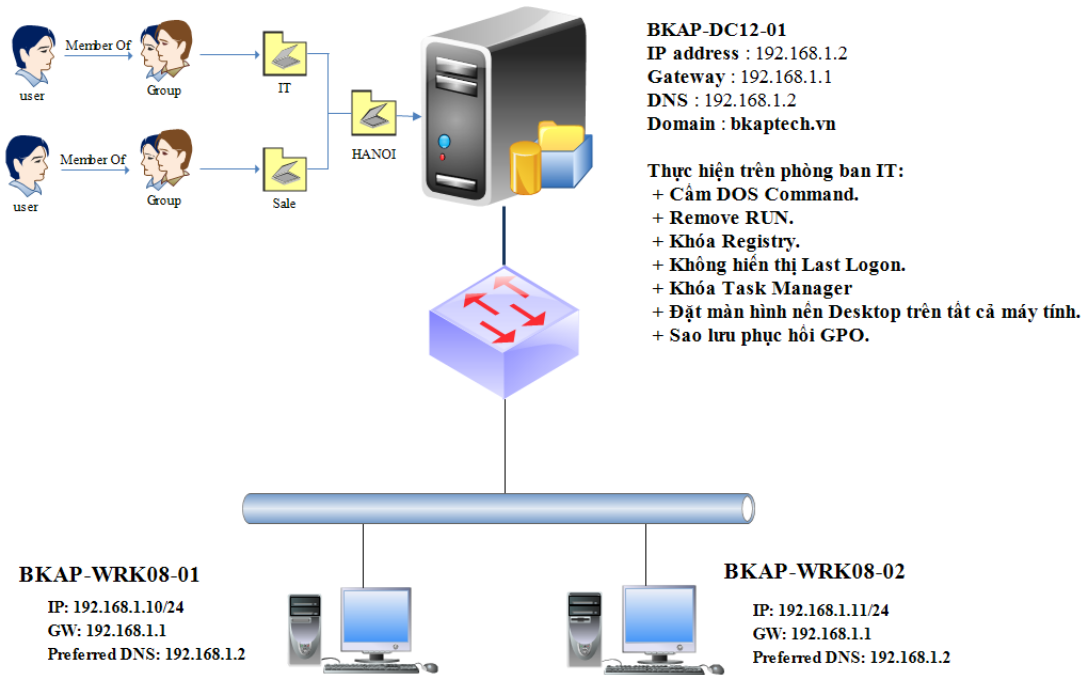 Member Of
user
Group
IT
HANOI
Member Of
user
Group
Sale
BKAP-DC12-01
IP address : 192.168.1.2
Gateway : 192.168.1.1
DNS : 192.168.1.2
Domain : bkaptech.vn
Thực hiện trên phòng ban IT:
+ Cấm DOS Command.
+ Remove RUN.
+ Khóa Registry.
+ Không hiển thị Last Logon.
+ Khóa Task Manager
+ Đặt màn hình nền Desktop trên tất cả máy tính.
+ Sao lưu phục hồi GPO.
BKAP-WRK08-01
IP: 192.168.1.10/24
GW: 192.168.1.1
Preferred DNS: 192.168.1.2
BKAP-WRK08-02
IP: 192.168.1.11/24
GW: 192.168.1.1
Preferred DNS: 192.168.1.2